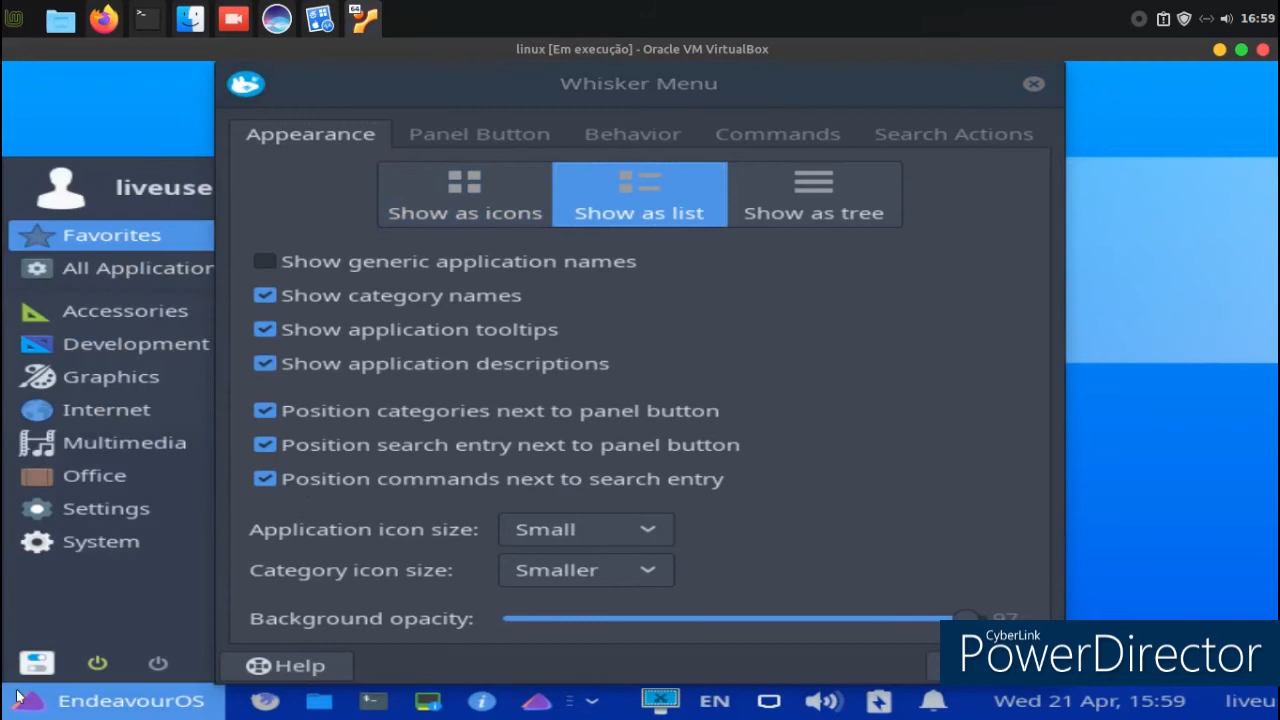 64
16:59
linux [Em execução] - Oracle VM VirtualBox
Whisker Menu
Appearance
Panel Button
Behavior
Commands
Search Actions
Show as icons
Show as list
Show as tree
liveuse
Favorites
All Application
Accessories
Development
Graphics
Internet
Multimedia
Office
Settings
System
Show generic application names
Show category names
Show application tooltips
Show application descriptions
Position categories next to panel button
Position search entry next to panel button
Position commands next to search entry
Application icon size:
Small
Category icon size:
Smaller
Background opacity:
97
Help
CyberLink
PowerDirector
EndeavourOS
EN
Wed 21 Apr, 15:59
liveu